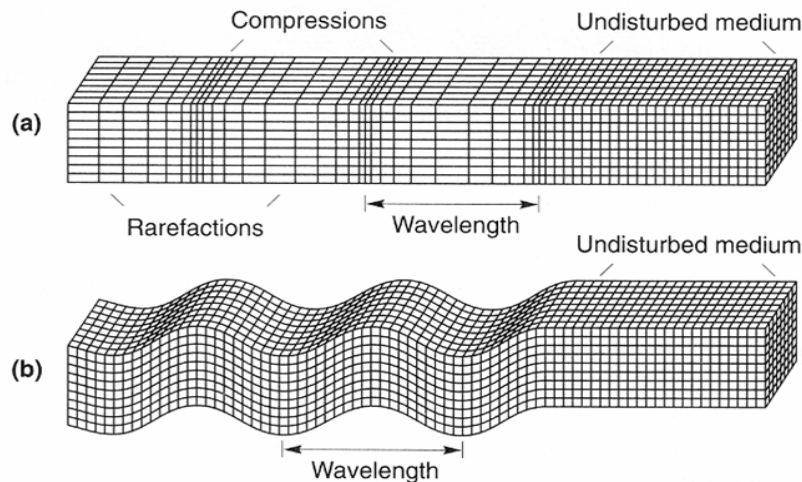 Compressions
Undisturbed medium
(a)
Rarefactions
Wavelength
Undisturbed medium
(b)
Wavelength